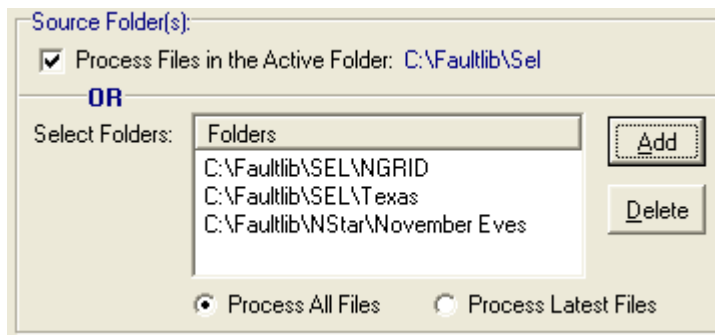 Source Folder(s):
Process Files in the Active Folder: C:\Faultlib\Sel
OR
Select Folders:
Folders
Add
C:\Faultlib\SEL\NGRID
C:\Faultlib\SEL\Texas
C:\Faultlib\NStar\November Eves
Delete
Process All Files
Process Latest Files